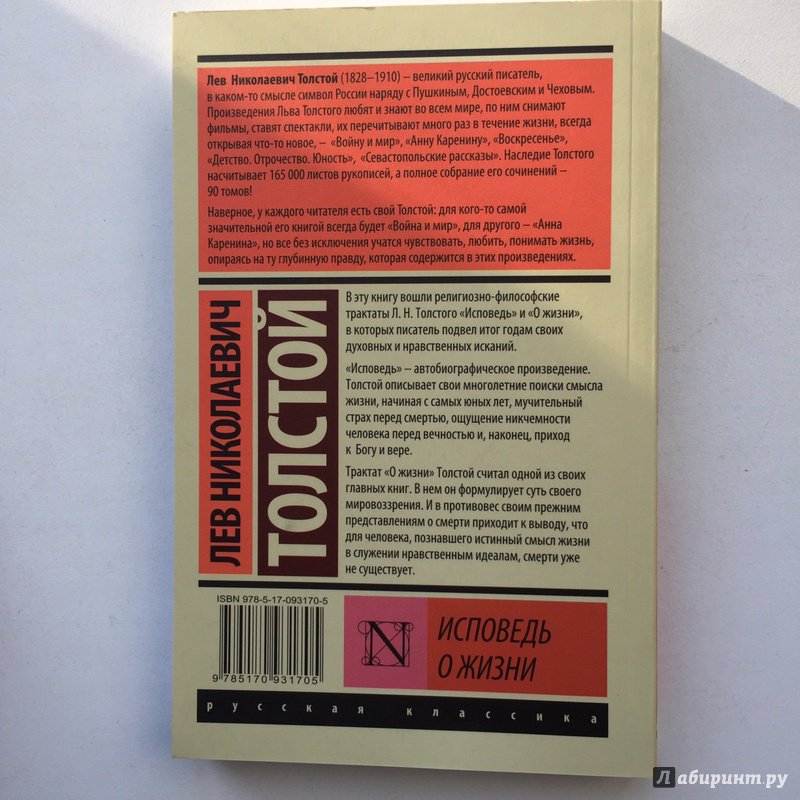 Лев Николаевич Толстой (1828–1910) – великий русский писатель,
в каком-то смысле символ России наряду с Пушкиным, Достоевским и Чеховым.
Произведения Льва Толстого любят и знают во всем мире, по ним снимают
фильмы, ставят спектакли, их перечитывают много раз в течение жизни, всегда
открывая что-то новое, – «Войну и мир», «Анну Каренину», «Воскресенье»,
«Детство. Отрочество. Юность», «Севастопольские рассказы». Наследие Толстого
насчитывает 165 000 листов рукописей, а полное собрание его сочинений –
90 томов!
Наверное, у каждого читателя есть свой Толстой: для кого-то самой
значительной его книгой всегда будет «Война и мир», для другого – «Анна
Каренина», но все без исключения учатся чувствовать, любить, понимать жизнь,
опираясь на ту глубинную правду, которая содержится в этих произведениях.
ЛЕВ НИКОЛАЕВИЧ
ТОЛСТОЙ
В эту книгу вошли религиозно-философские
трактаты Л. Н. Толстого «Исповедь» и «О жизни»,
в которых писатель подвел итог годам своих
духовных и нравственных исканий.
«Исповедь» – автобиографическое произведение.
Толстой описывает свои многолетние поиски смысла
жизни, начиная с самых юных лет, мучительный
страх перед смертью, ощущение никчемности
человека перед вечностью и, наконец, приход
к Богу и вере.
Трактат «О жизни» Толстой считал одной из своих
главных книг. В нем он формулирует суть своего
мировоззрения. И в противовес своим прежним
представлениям о смерти приходит к выводу, что
для человека, познавшего истинный смысл жизни
в служении нравственным идеалам, смерти уже
не существует.
ISBN 978-5-17-093170-5
9 785170 931705
N
ИСПОВЕДЬ
О ЖИЗНИ
русская классика
Лабиринт.ру